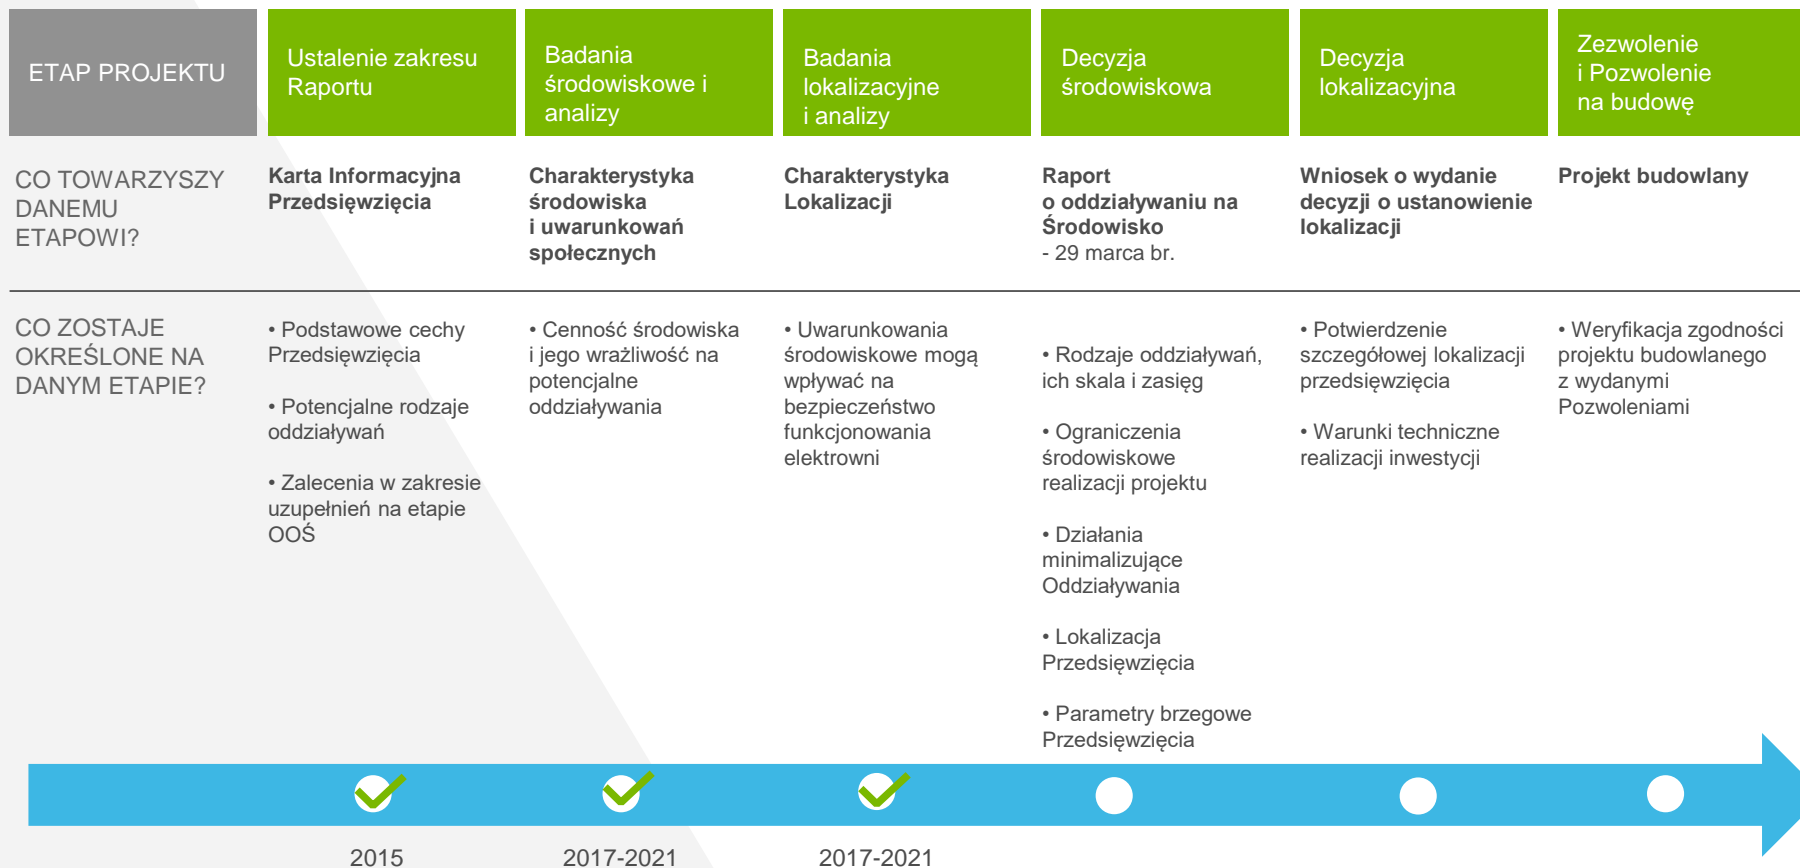 ETAP PROJEKTU
Ustalenie zakresu
Raportu
Badania
środowiskowe i
analizy
Badania
lokalizacyjne
i analizy
Decyzja
środowiskowa
Decyzja
lokalizacyjna
Zezwolenie
i Pozwolenie
na budowę
CO TOWARZYSZY
DANEMU
ETAPOWI?
Karta Informacyjna
Przedsięwzięcia
Charakterystyka
środowiska
i uwarunkowań
społecznych
Charakterystyka
Lokalizacji
Raport
o oddziaływaniu na
Środowisko
- 29 marca br.
Wniosek o wydanie
decyzji o ustanowienie
lokalizacji
Projekt budowlany
CO ZOSTAJE
OKREŚLONE NA
DANYM ETAPIE?
• Podstawowe cechy
Przedsięwzięcia
• Potencjalne rodzaje
oddziaływań
• Zalecenia w zakresie
uzupełnień na etapie
OOŚ
• Cenność środowiska
i jego wrażliwość na
potencjalne
oddziaływania
• Uwarunkowania
środowiskowe mogą
wpływać na
bezpieczeństwo
funkcjonowania
elektrowni
• Rodzaje oddziaływań,
ich skala i zasięg
• Ograniczenia
środowiskowe
realizacji projektu
• Działania
minimalizujące
Oddziaływania
• Lokalizacja
Przedsięwzięcia
• Parametry brzegowe
Przedsięwzięcia
• Potwierdzenie
szczegółowej lokalizacji
przedsięwzięcia
• Warunki techniczne
realizacji inwestycji
• Weryfikacja zgodności
projektu budowlanego
z wydanymi
Pozwoleniami
2015
2017-2021
2017-2021